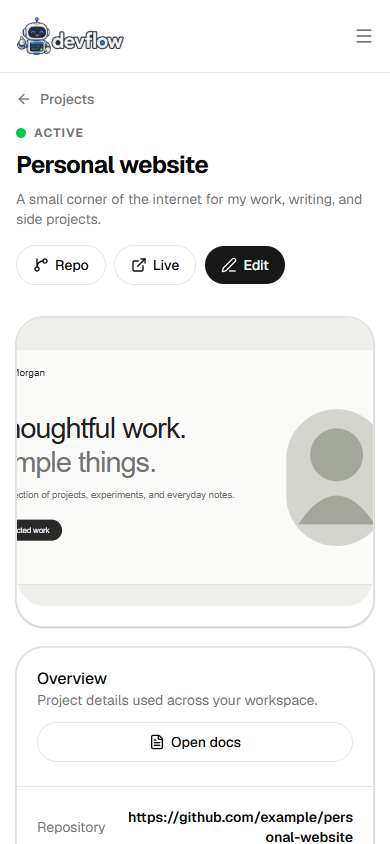 devflow
Projects
ACTIVE
Personal website
A small corner of the internet for my work, writing, and
side projects.
Repo
Live
Edit
Morgan
houghtful work.
mple things.
ection of projects, experiments, and everyday notes.
cted work
Overview
Project details used across your workspace.
Open docs
Repository
https://github.com/example/pers
onal-website